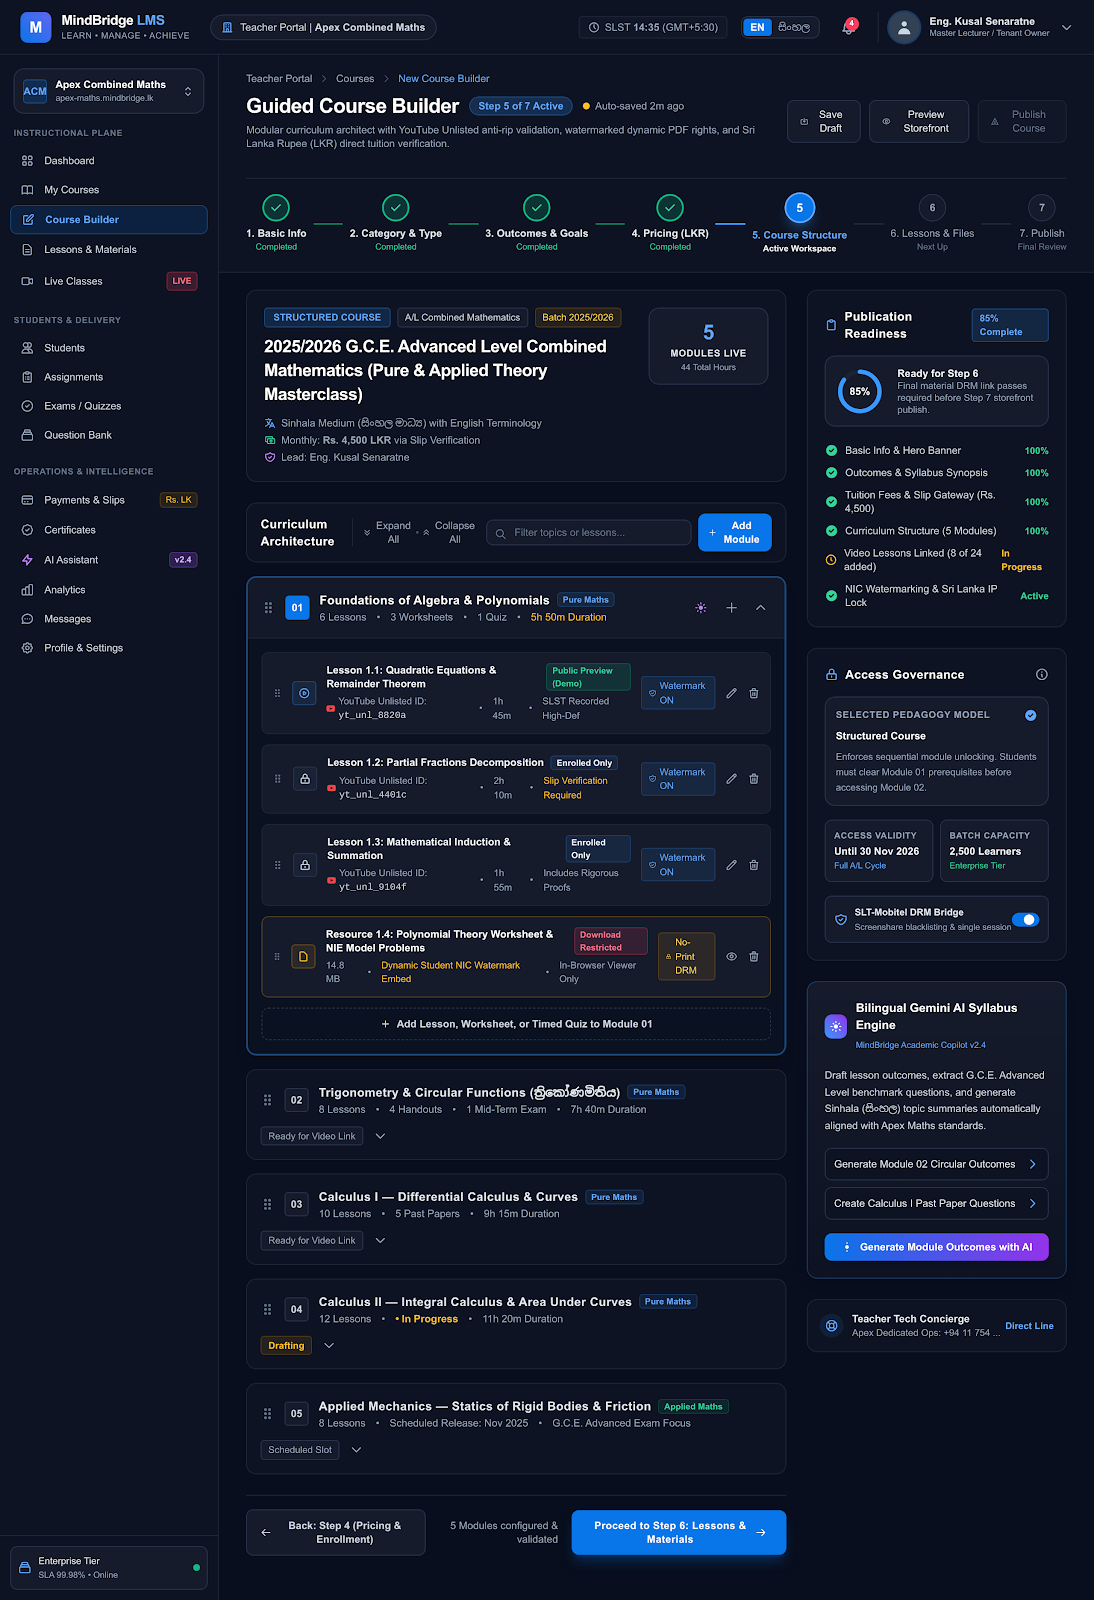 M
MindBridge LMS
LEARN • MANAGE • ACHIEVE
Teacher Portal | Apex Combined Maths
SLST 14:35 (GMT+5:30)
EN
සිංහල
4
Eng. Kusal Senaratne
Master Lecturer / Tenant Owner
ACM
Apex Combined Maths
apex-maths.mindbridge.lk
INSTRUCTIONAL PLANE
Dashboard
My Courses
Course Builder
Lessons & Materials
Live Classes
LIVE
STUDENTS & DELIVERY
Students
Assignments
Exams / Quizzes
Question Bank
OPERATIONS & INTELLIGENCE
Payments & Slips
Rs. LK
Certificates
AI Assistant
v2.4
Analytics
Messages
Profile & Settings
Enterprise Tier
SLA 99.98% • Online
Teacher Portal > Courses > New Course Builder
Guided Course Builder
Step 5 of 7 Active
Auto-saved 2m ago
Modular curriculum architect with YouTube Unlisted anti-rip validation, watermarked dynamic PDF rights, and Sri
Lanka Rupee (LKR) direct tuition verification.
Save
Draft
Preview
Storefront
Publish
Course
1. Basic Info
Completed
2. Category & Type
Completed
3. Outcomes & Goals
Completed
4. Pricing (LKR)
Completed
5
5. Course Structure
Active Workspace
6
6. Lessons & Files
Next Up
7
7. Publish
Final Review
STRUCTURED COURSE
A/L Combined Mathematics
Batch 2025/2026
2025/2026 G.C.E. Advanced Level Combined
Mathematics (Pure & Applied Theory
Masterclass)
Sinhala Medium (සිංහල මාධ්‍ය) with English Terminology
Monthly: Rs. 4,500 LKR via Slip Verification
Lead: Eng. Kusal Senaratne
5
MODULES LIVE
44 Total Hours
Curriculum
Architecture
Expand
All
•
Collapse
All
Filter topics or lessons...
+ Add
Module
01
Foundations of Algebra & Polynomials
Pure Maths
6 Lessons • 3 Worksheets • 1 Quiz • 5h 50m Duration
Lesson 1.1: Quadratic Equations &
Remainder Theorem
Public Preview
(Demo)
YouTube Unlisted ID:
yt_unl_8820a
• 1h
45m
• SLST Recorded
High-Def
Watermark
ON
Lesson 1.2: Partial Fractions Decomposition
Enrolled Only
YouTube Unlisted ID:
yt_unl_4401c
• 2h
10m
• Slip Verification
Required
Watermark
ON
Lesson 1.3: Mathematical Induction &
Summation
Enrolled
Only
YouTube Unlisted ID:
yt_unl_9104f
• 1h
55m
• Includes Rigorous
Proofs
Watermark
ON
Resource 1.4: Polynomial Theory Worksheet &
NIE Model Problems
Download
Restricted
14.8
MB
• Dynamic Student NIC Watermark
Embed
• In-Browser Viewer
Only
No-
Print
DRM
+ Add Lesson, Worksheet, or Timed Quiz to Module 01
02
Trigonometry & Circular Functions (ත්‍රිකෝණමිතිය)
Pure Maths
8 Lessons • 4 Handouts • 1 Mid-Term Exam • 7h 40m Duration
Ready for Video Link
03
Calculus I — Differential Calculus & Curves
Pure Maths
10 Lessons • 5 Past Papers • 9h 15m Duration
Ready for Video Link
04
Calculus II — Integral Calculus & Area Under Curves
Pure Maths
12 Lessons • • In Progress • 11h 20m Duration
Drafting
05
Applied Mechanics — Statics of Rigid Bodies & Friction
Applied Maths
8 Lessons • Scheduled Release: Nov 2025 • G.C.E. Advanced Exam Focus
Scheduled Slot
← Back: Step 4 (Pricing &
Enrollment)
5 Modules configured &
validated
Proceed to Step 6: Lessons & →
Materials
Publication
Readiness
85%
Complete
85%
Ready for Step 6
Final material DRM link passes
required before Step 7 storefront
publish.
Basic Info & Hero Banner
100%
Outcomes & Syllabus Synopsis
100%
Tuition Fees & Slip Gateway (Rs.
4,500)
100%
Curriculum Structure (5 Modules)
100%
Video Lessons Linked (8 of 24
added)
In
Progress
NIC Watermarking & Sri Lanka IP
Lock
Active
Access Governance
SELECTED PEDAGOGY MODEL
Structured Course
Enforces sequential module unlocking. Students
must clear Module 01 prerequisites before
accessing Module 02.
ACCESS VALIDITY
Until 30 Nov 2026
Full A/L Cycle
BATCH CAPACITY
2,500 Learners
Enterprise Tier
SLT-Mobitel DRM Bridge
Screenshare blacklisting & single session
Bilingual Gemini AI Syllabus
Engine
MindBridge Academic Copilot v2.4
Draft lesson outcomes, extract G.C.E. Advanced
Level benchmark questions, and generate
Sinhala (සිංහල) topic summaries automatically
aligned with Apex Maths standards.
Generate Module 02 Circular Outcomes
Create Calculus I Past Paper Questions
Generate Module Outcomes with AI
Teacher Tech Concierge
Apex Dedicated Ops: +94 11 754 ...
Direct Line